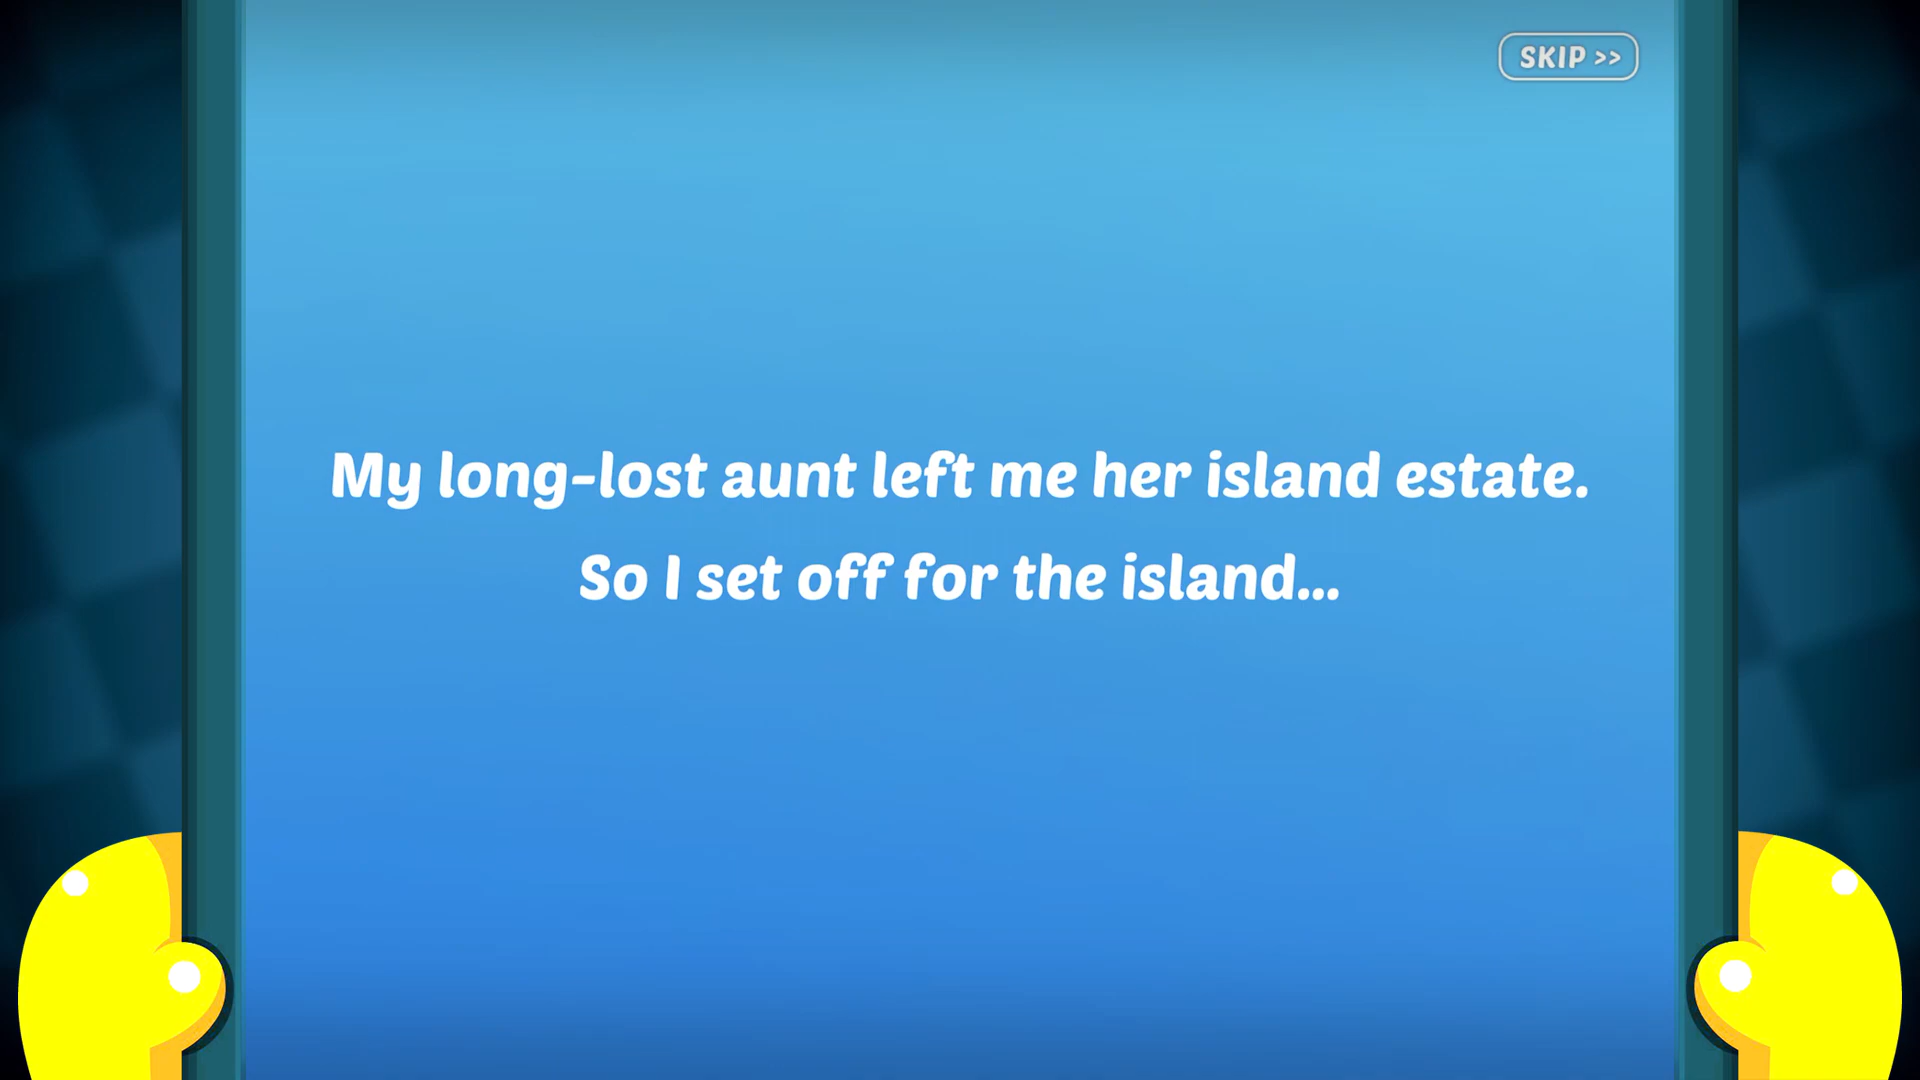 SKIP >>
My long-lost aunt left me her island estate.
So I set off for the island...